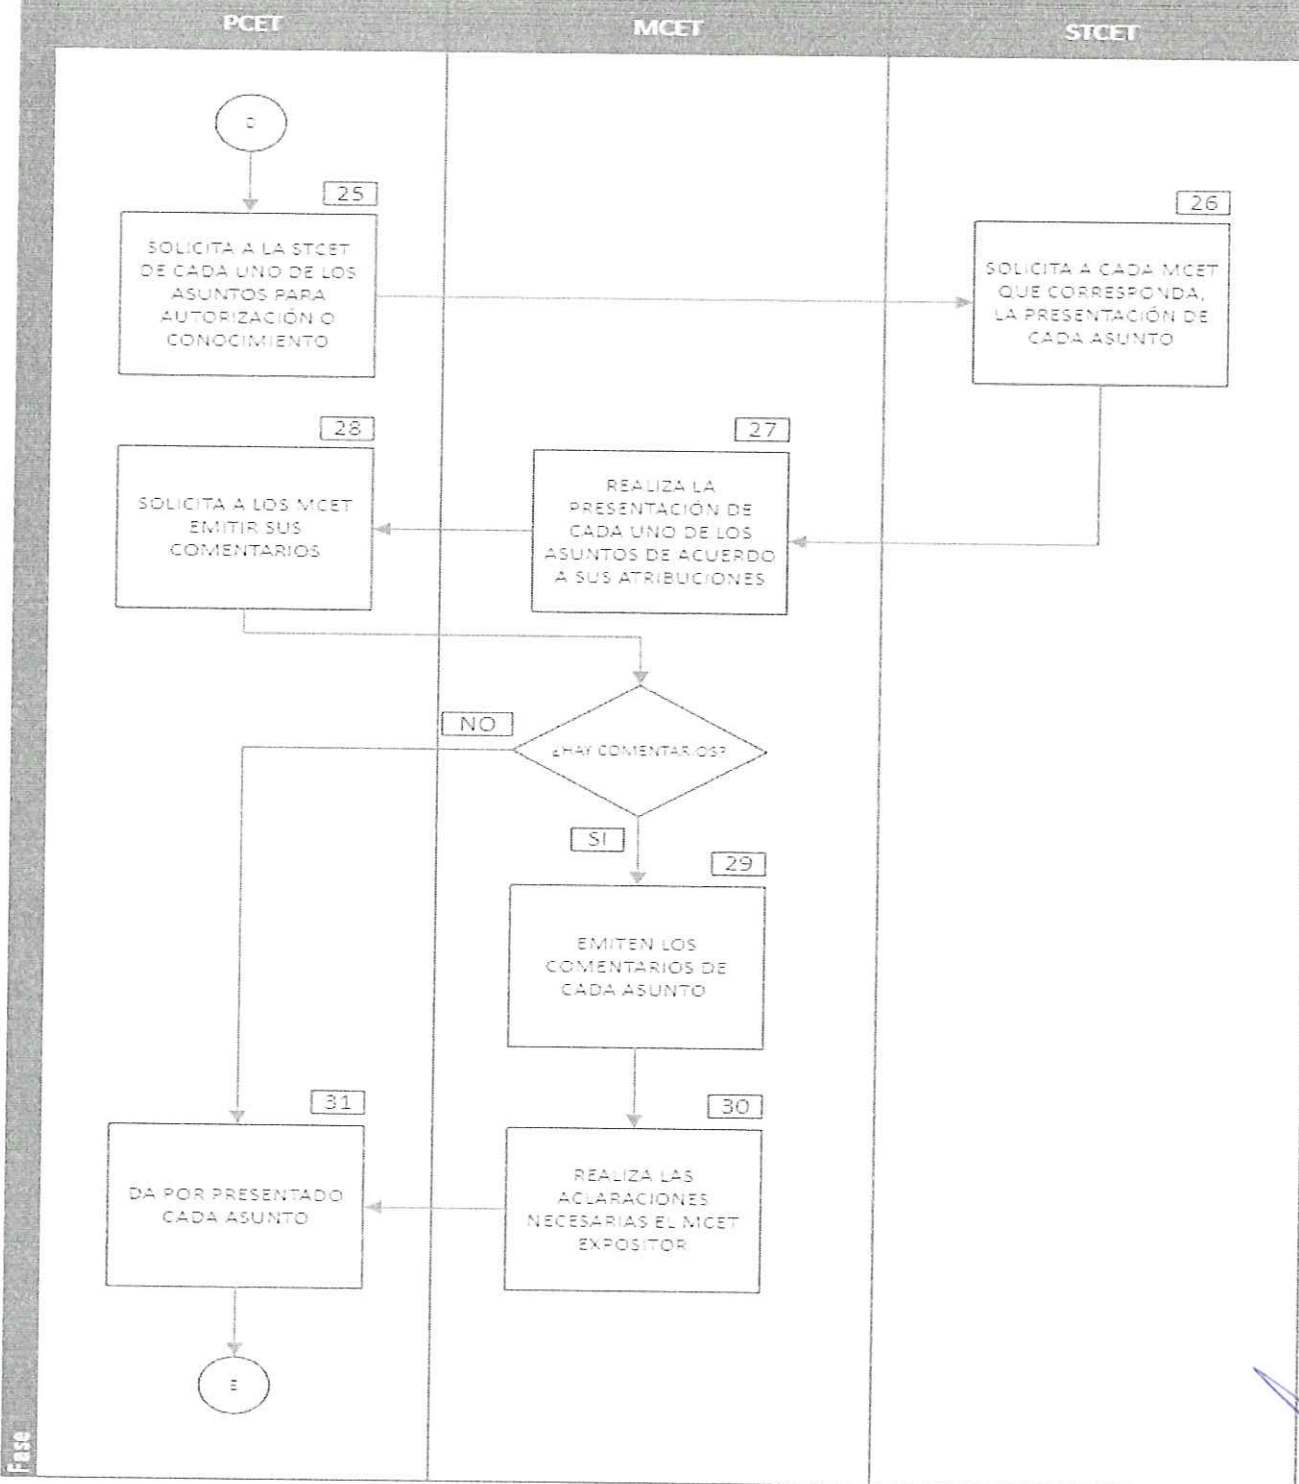 PCET
MCET
STCET
D
25
SOLICITA A LA STCET
DE CADA UNO DE LOS
ASUNTOS PARA
AUTORIZACIÓN O
CONOCIMIENTO
26
SOLICITA A CADA MCET
QUE CORRESPONDA,
LA PRESENTACIÓN DE
CADA ASUNTO
27
REALIZA LA
PRESENTACIÓN DE
CADA UNO DE LOS
ASUNTOS DE ACUERDO
A SUS ATRIBUCIONES
28
SOLICITA A LOS MCET
EMITIR SUS
COMENTARIOS
¿HAY COMENTARIOS?
NO
SI
29
EMITEN LOS
COMENTARIOS DE
CADA ASUNTO
30
REALIZA LAS
ACLARACIONES
NECESARIAS EL MCET
EXPOSITOR
31
DA POR PRESENTADO
CADA ASUNTO
E
Fase